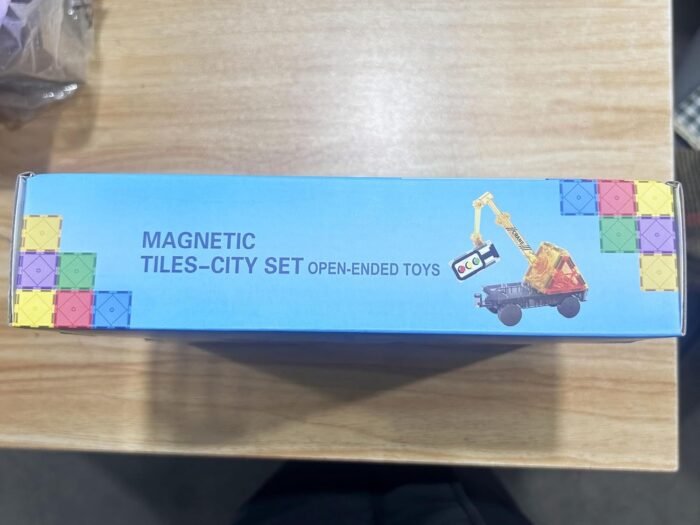 MAGNETIC
TILES-CITY SET OPEN-ENDED TOYS